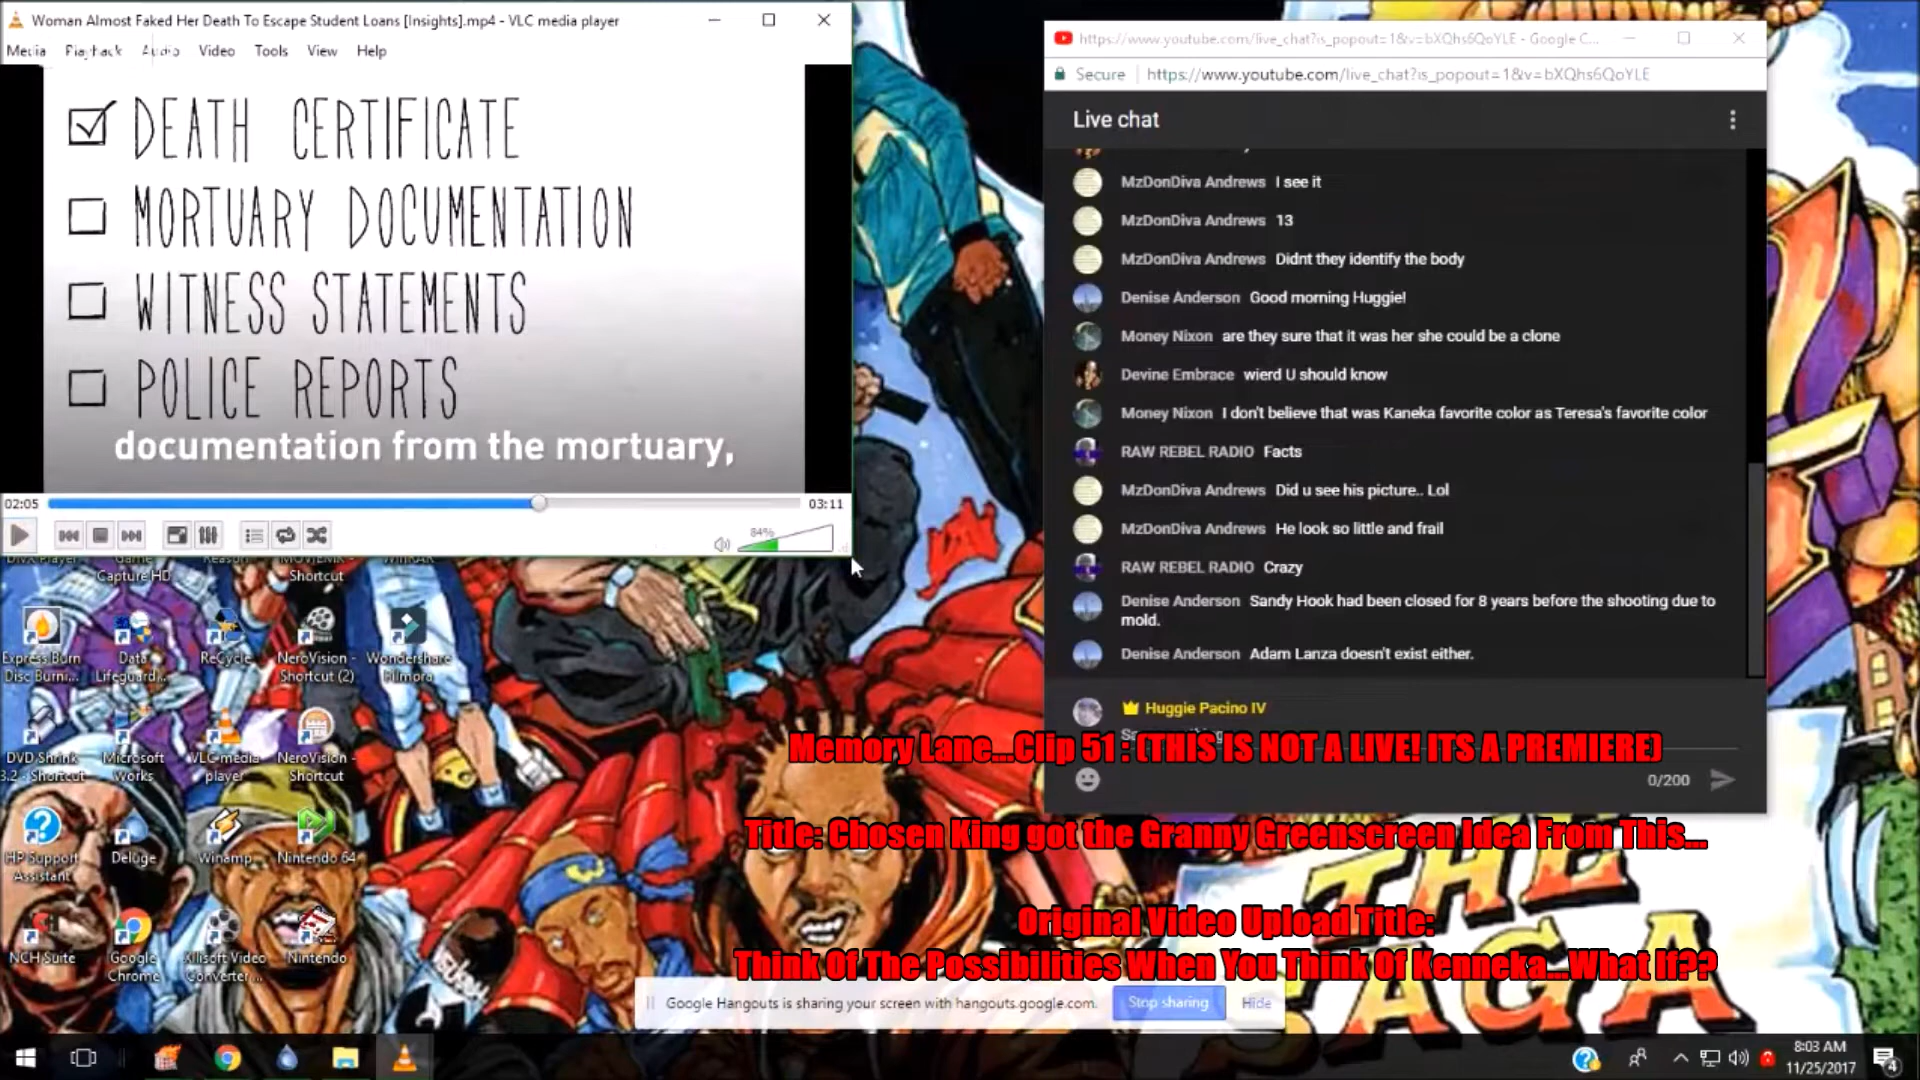 Woman Almost Faked Her Death To Escape Student Loans [Insights].mp4 - VLC media player
Media Playback Audio Video Tools View Help
DEATH CERTIFICATE
MORTUARY DOCUMENTATION
WITNESS STATEMENTS
POLICE REPORTS
documentation from the mortuary,
02:05
03:11
84%
https://www.youtube.com/live_chat?is_popout=1&v=bXQhs6QoYLE - Google C...
Secure https://www.youtube.com/live_chat?is_popout=1&v=bXQhs6QoYLE
Live chat
MzDonDiva Andrews I see it
MzDonDiva Andrews 13
MzDonDiva Andrews Didnt they identify the body
Denise Anderson Good morning Huggie!
Money Nixon are they sure that it was her she could be a clone
Devine Embrace wierd U should know
Money Nixon I don't believe that was Kaneka favorite color as Teresa's favorite color
RAW REBEL RADIO Facts
MzDonDiva Andrews Did u see his picture.. Lol
MzDonDiva Andrews He look so little and frail
RAW REBEL RADIO Crazy
Denise Anderson Sandy Hook had been closed for 8 years before the shooting due to
mold.
Denise Anderson Adam Lanza doesn't exist either.
Huggie Pacino IV
0/200
Memory Lane...Clip 51 : (THIS IS NOT A LIVE! ITS A PREMIERE)
Title: Chosen King got the Granny Greenscreen Idea From This...
Original Video Upload Title:
Think Of The Possibilities When You Think Of Kenneka...What If??
Capture HD
Shortcut
Express Burn
Disc Burni...
Data
Lifeguard...
ReCycle
NeroVision -
Shortcut (2)
Wondershare
Filmora
DVD Shrink
3.2 - Shortcut
Microsoft
Works
VLC media
player
NeroVision -
Shortcut
HP Support
Assistant
Deluge
Winamp
Nintendo 64
NCH Suite
Google
Chrome
Xilisoft Video
Converter ...
Nintendo
THE
SAGA
Google Hangouts is sharing your screen with hangouts.google.com.
Stop sharing
Hide
8:03 AM
11/25/2017
4